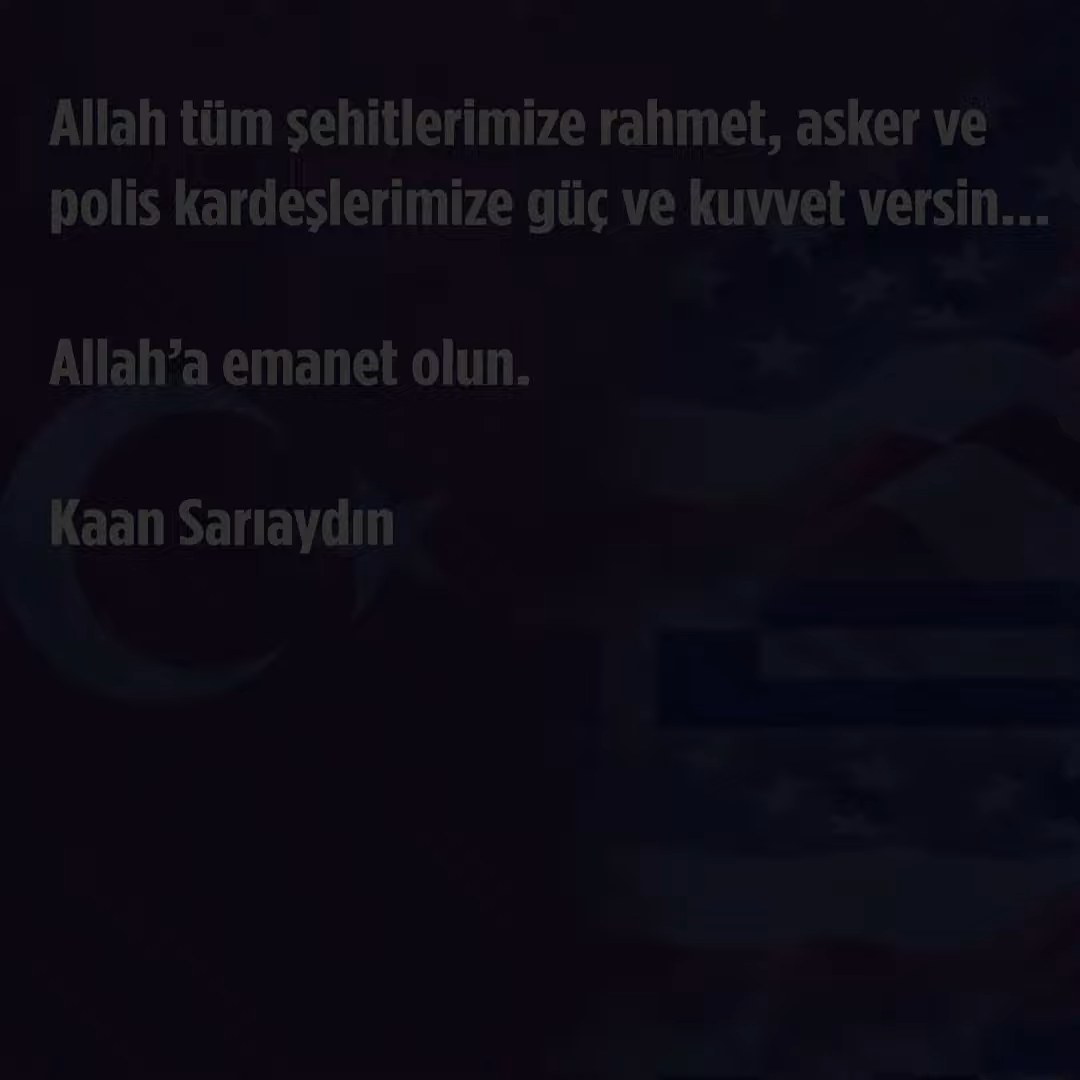 Allah tüm şehitlerimize rahmet, asker ve
polis kardeşlerimize güç ve kuvvet versin...
Allah’a emanet olun.
Kaan Sarıaydın